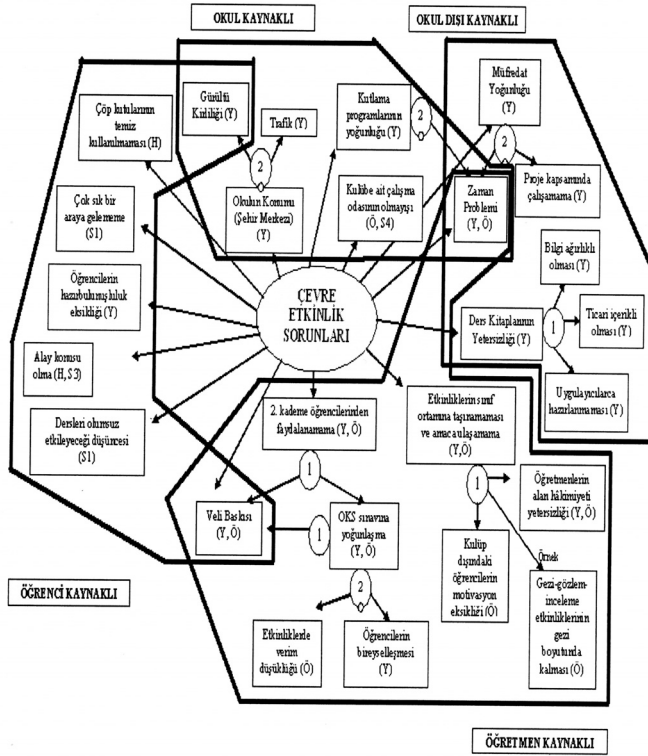 OKUL KAYNAKLI
OKUL DIŞI KAYNAKLI
Gürültü
Kirliliği (Y)
Trafik (Y)
2
Okulun Konumu
(Şehir Merkezi)
(Y)
Kutlama
programlarının
yoğunluğu (Y)
2
Kulübe ait çalışma
odasının olmayışı
(Ö, S4)
Müfredat
Yoğunluğu
(Y)
2
Zaman
Problemi
(Y, Ö)
Proje kapsamında
çalışamama (Y)
Çöp kutularının
temiz
kullanılmaması (H)
Çok sık bir
araya gelememe
(S1)
Öğrencilerin
hazırbulunuşluluk
eksikliği (Y)
Alay konusu
olma (H, S3)
Dersleri olumsuz
etkileyeceği düşüncesi
(S1)
ÇEVRE
ETKİNLİK
SORUNLARI
Ders Kitaplarının
Yetersizliği (Y)
1
Bilgi ağırlıklı
olması (Y)
Ticari içerikli
olması (Y)
Uygulayıcılarca
hazırlanmaması (Y)
2. kademe öğrencilerinden
faydalanamama (Y, Ö)
1
Veli Baskısı
(Y, Ö)
1
OKS sınavına
yoğunlaşma
(Y, Ö)
2
Etkinliklerde
verim
düşüklüğü (Ö)
Öğrencilerin
bireyselleşmesi
(Y)
Etkinliklerin sınıf
ortamına taşınamaması
ve amaca ulaşamama
(Y,Ö)
1
Öğretmenlerin
alan hâkimiyeti
yetersizliği (Y, Ö)
Kulüp
dışındaki
öğrencilerin
motivasyon
eksikliği (Ö)
Örnek
Gezi-gözlem-
inceleme
etkinliklerinin
gezi
boyutunda
kalması (Ö)
ÖĞRENCİ KAYNAKLI
ÖĞRETMEN KAYNAKLI